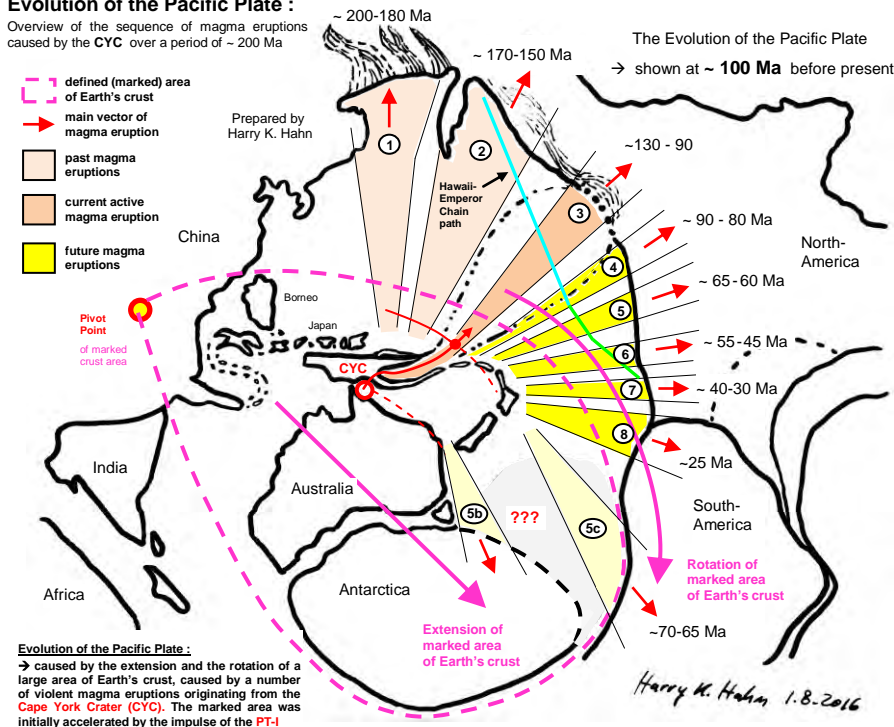 Evolution of the Pacific Plate :
Overview of the sequence of magma eruptions
caused by the CYC over a period of ~ 200 Ma
defined (marked) area
of Earth's crust
main vector of
magma eruption
past magma
eruptions
current active
magma eruption
future magma
eruptions
Prepared by
Harry K. Hahn
~ 200-180 Ma
~ 170-150 Ma
The Evolution of the Pacific Plate
→ shown at ~ 100 Ma before present
~130 - 90
~ 90 - 80 Ma
~ 65-60 Ma
~ 55-45 Ma
~ 40-30 Ma
~25 Ma
~70-65 Ma
1
2
3
4
5
6
7
8
5b
5c
???
Hawaii-
Emperor
Chain
path
China
North-
America
Borneo
Japan
Pivot
Point
of marked
crust area
CYC
India
Australia
South-
America
Africa
Antarctica
Rotation of
marked area
of Earth's crust
Extension of
marked area
of Earth's crust
Evolution of the Pacific Plate :
→ caused by the extension and the rotation of a
large area of Earth's crust, caused by a number
of violent magma eruptions originating from the
Cape York Crater (CYC). The marked area was
initially accelerated by the impulse of the PT-I
Harry K. Hahn 1.8.2016